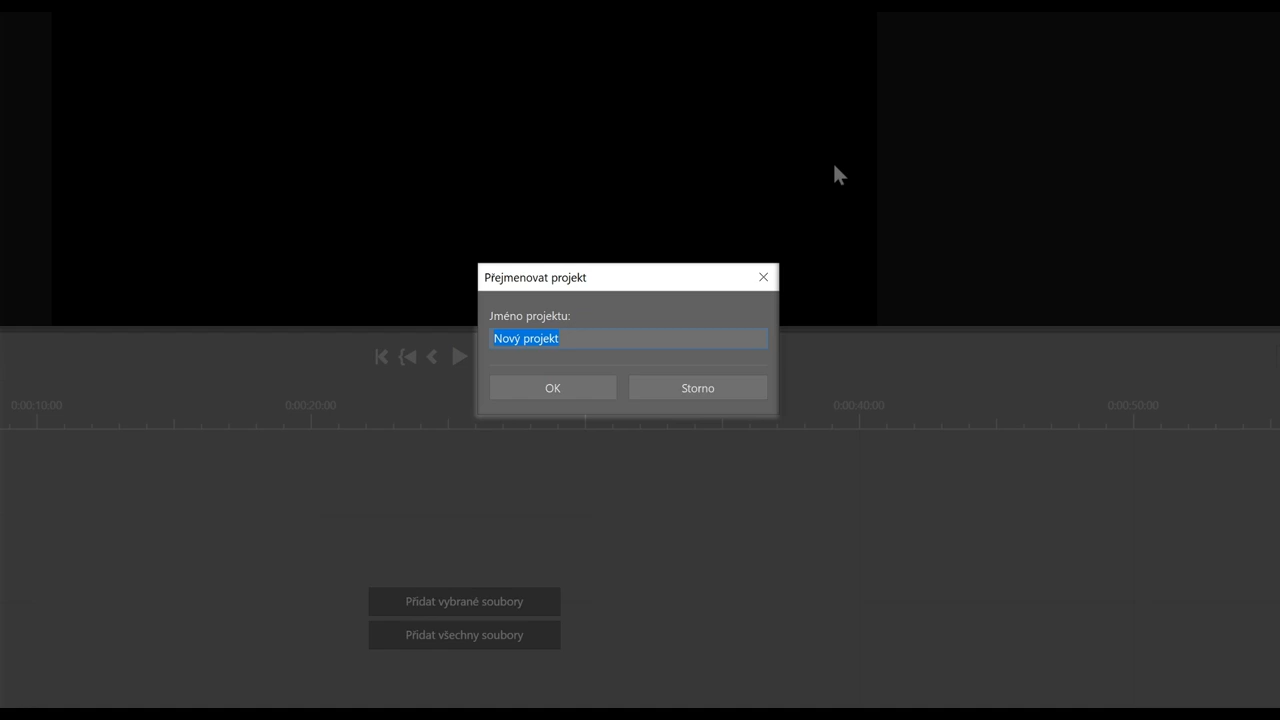 Přejmenovat projekt
Jméno projektu:
Nový projekt
OK
Storno
0:00:10:00
0:00:20:00
0:00:40:00
0:00:50:00
Přidat vybrané soubory
Přidat všechny soubory